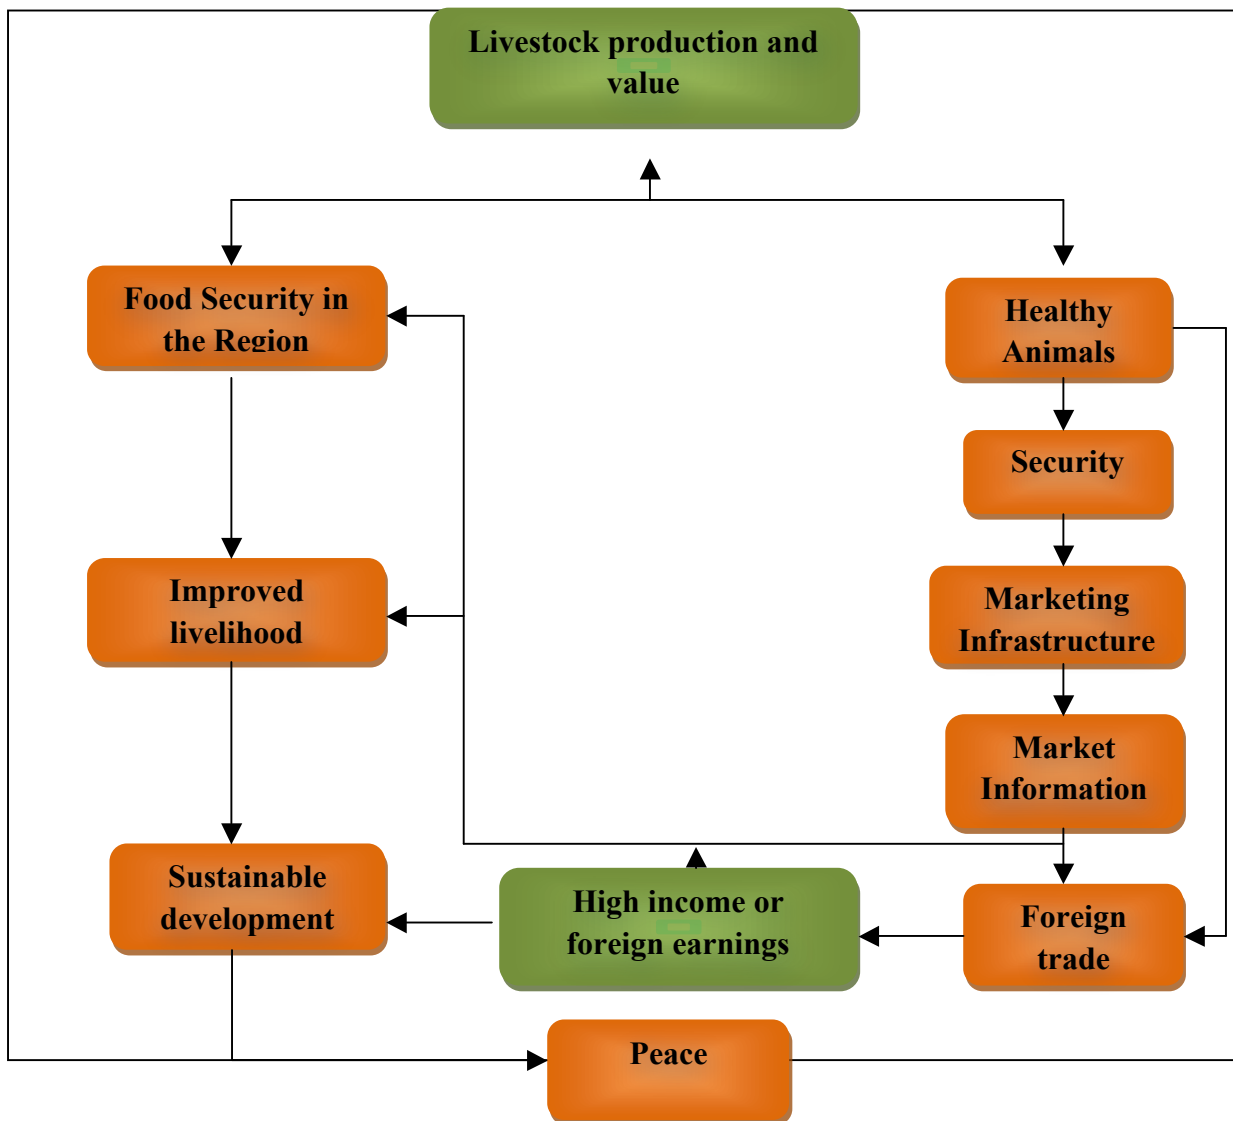 Livestock production and
value
Food Security in
the Region
Healthy
Animals
Security
Improved
livelihood
Marketing
Infrastructure
Market
Information
Sustainable
development
High income or
foreign earnings
Foreign
trade
Peace